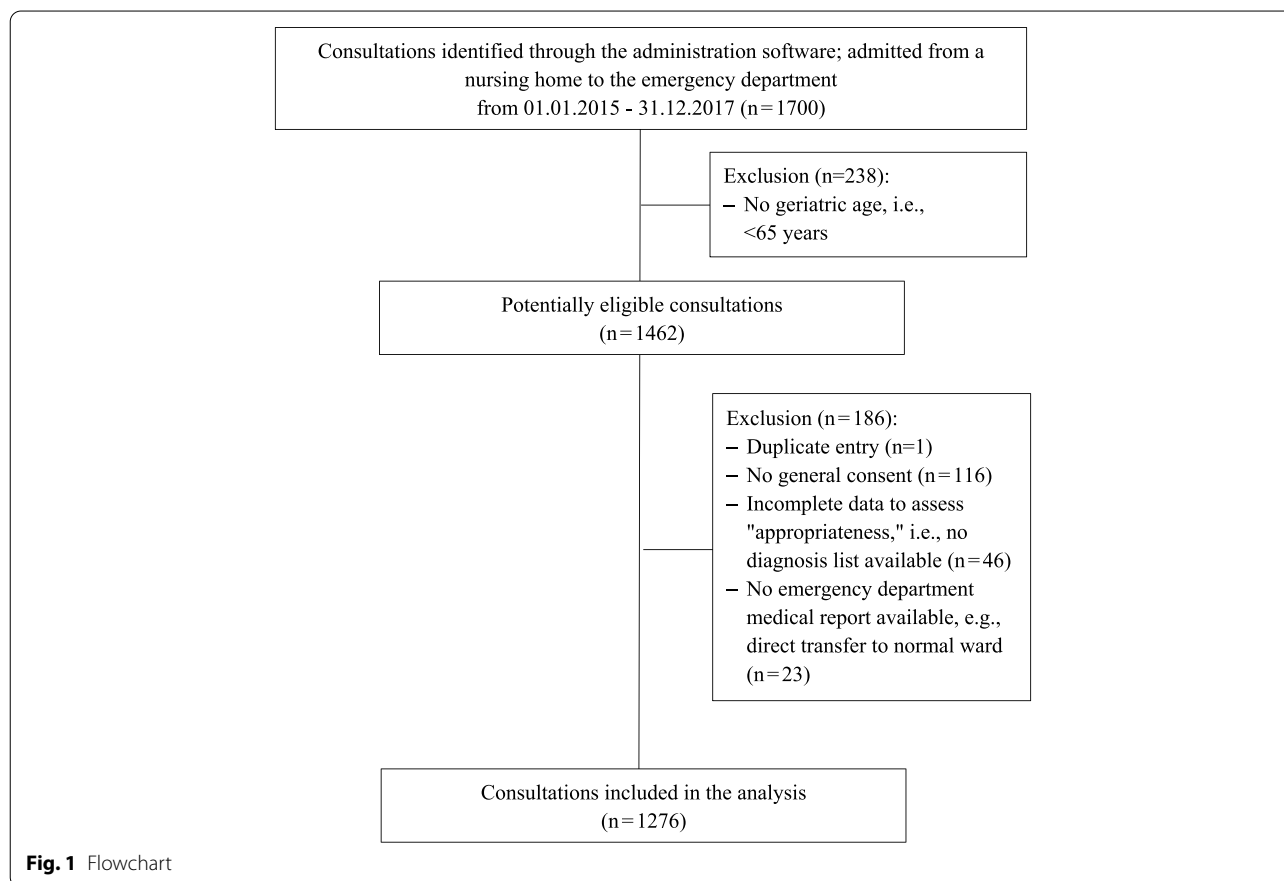 Consultations identified through the administration software; admitted from a
nursing home to the emergency department
from 01.01.2015 - 31.12.2017 (n=1700)
Exclusion (n=238):
– No geriatric age, i.e.,
<65 years
Potentially eligible consultations
(n=1462)
Exclusion (n=186):
– Duplicate entry (n=1)
– No general consent (n=116)
– Incomplete data to assess
"appropriateness," i.e., no
diagnosis list available (n=46)
– No emergency department
medical report available, e.g.,
direct transfer to normal ward
(n=23)
Consultations included in the analysis
(n=1276)
Fig. 1 Flowchart